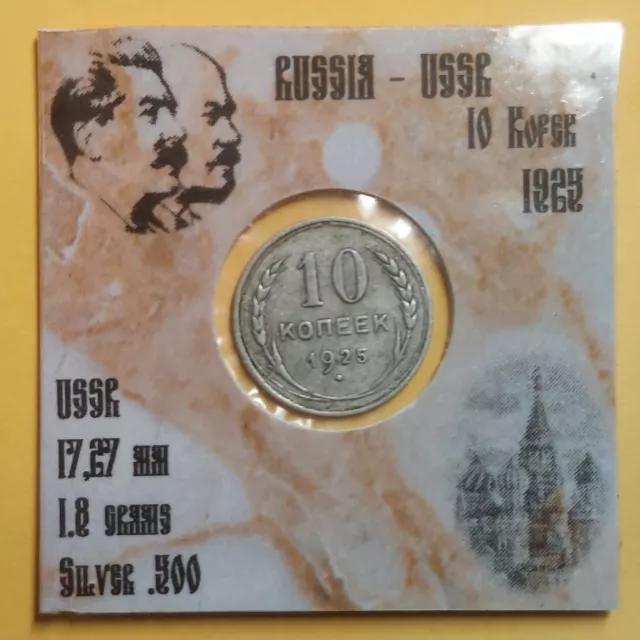 RUSSIA - USSR
10 Kopek
1925
10
КОПЕЕК
1925
USSR
17,27 mm
1.8 grams
Silver .500